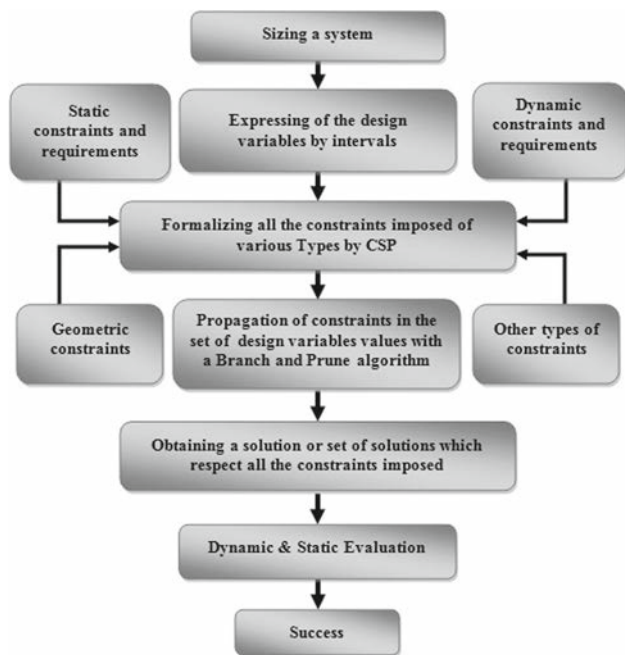 Sizing a system
Static
constraints and
requirements
Expressing of the design
variables by intervals
Dynamic
constraints and
requirements
Formalizing all the constraints imposed of
various Types by CSP
Geometric
constraints
Propagation of constraints in the
set of design variables values with
a Branch and Prune algorithm
Other types of
constraints
Obtaining a solution or set of solutions which
respect all the constraints imposed
Dynamic & Static Evaluation
Success